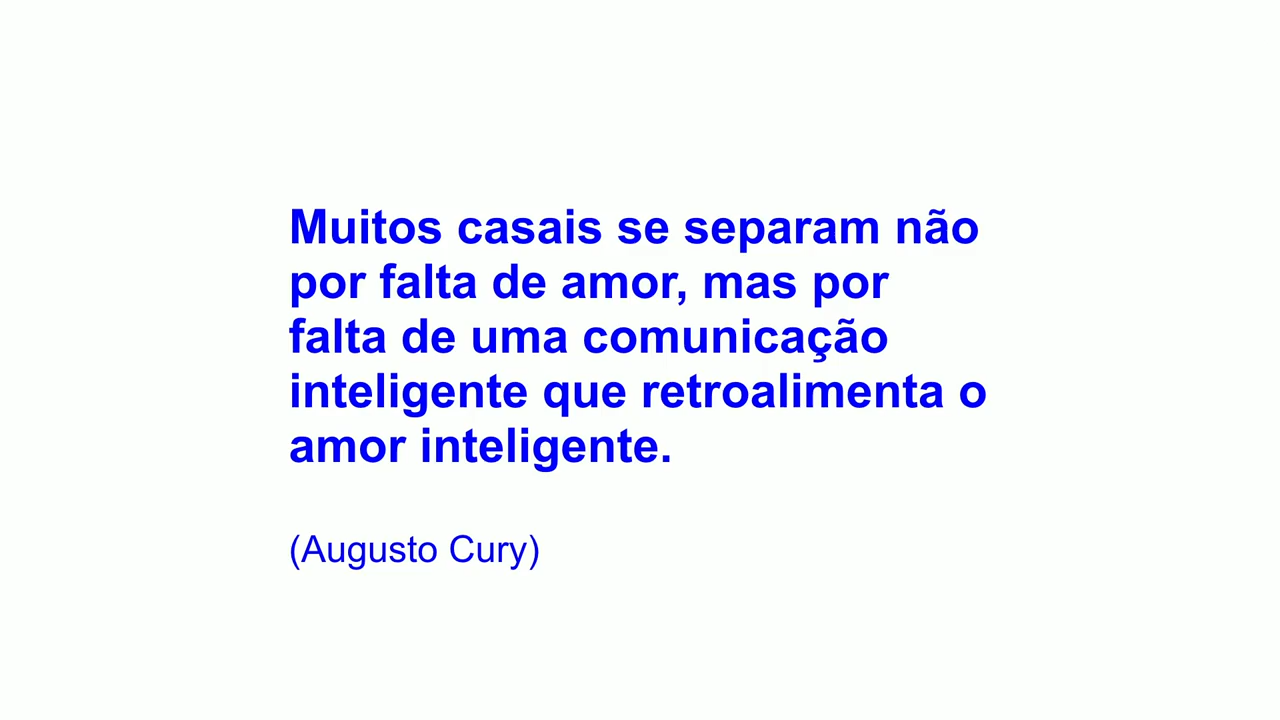 Muitos casais se separam não
por falta de amor, mas por
falta de uma comunicação
inteligente que retroalimenta o
amor inteligente.
(Augusto Cury)